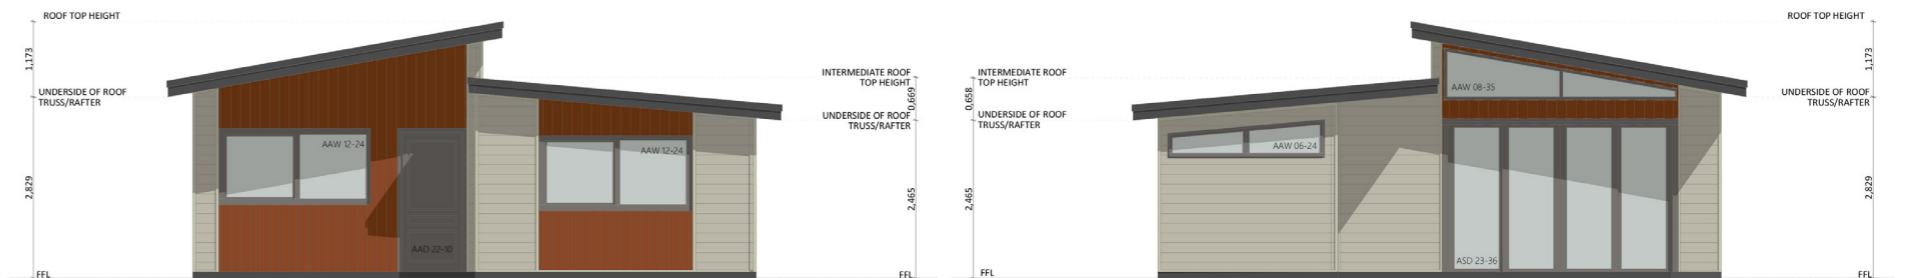 ROOF TOP HEIGHT
1,173
UNDERSIDE OF ROOF
TRUSS/RAFTER
2,829
FFL
AAW 12-24
AAD 22-10
AAW 12-24
INTERMEDIATE ROOF
TOP HEIGHT
0,669
UNDERSIDE OF ROOF
TRUSS/RAFTER
2,465
FFL
INTERMEDIATE ROOF
TOP HEIGHT
0,658
UNDERSIDE OF ROOF
TRUSS/RAFTER
2,465
FFL
AAW 06-24
AAW 08-35
ASD 23-36
ROOF TOP HEIGHT
1,173
UNDERSIDE OF ROOF
TRUSS/RAFTER
2,829
FFL